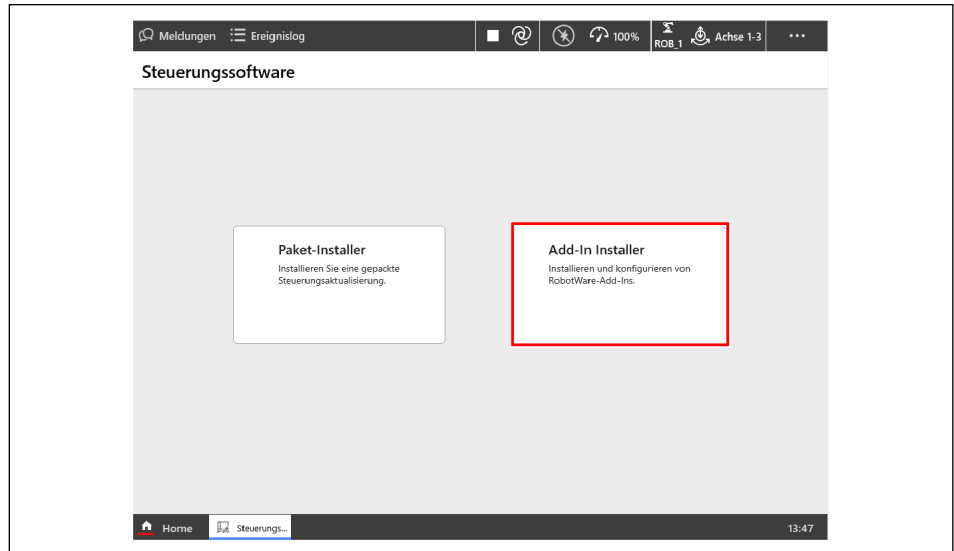 Meldungen Ereignislog 100% ROB_1 Achse 1-3
Steuerungssoftware
Paket-Installer
Installieren Sie eine gepackte
Steuerungsaktualisierung.
Add-In Installer
Installieren und konfigurieren von
RobotWare-Add-Ins.
Home Steuerungs... 13:47